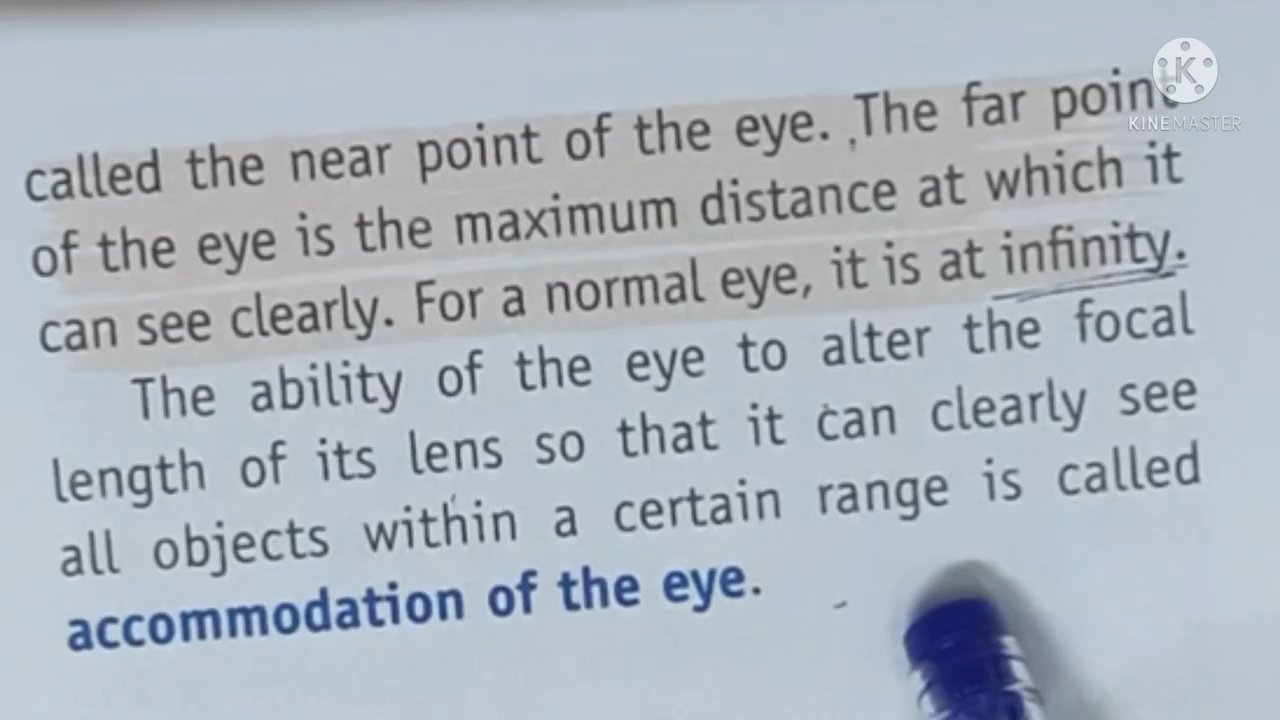 called the near point of the eye. The far point
of the eye is the maximum distance at which it
can see clearly. For a normal eye, it is at infinity.
The ability of the eye to alter the focal
length of its lens so that it can clearly see
all objects within a certain range is called
accommodation of the eye.
K
KINEMASTER